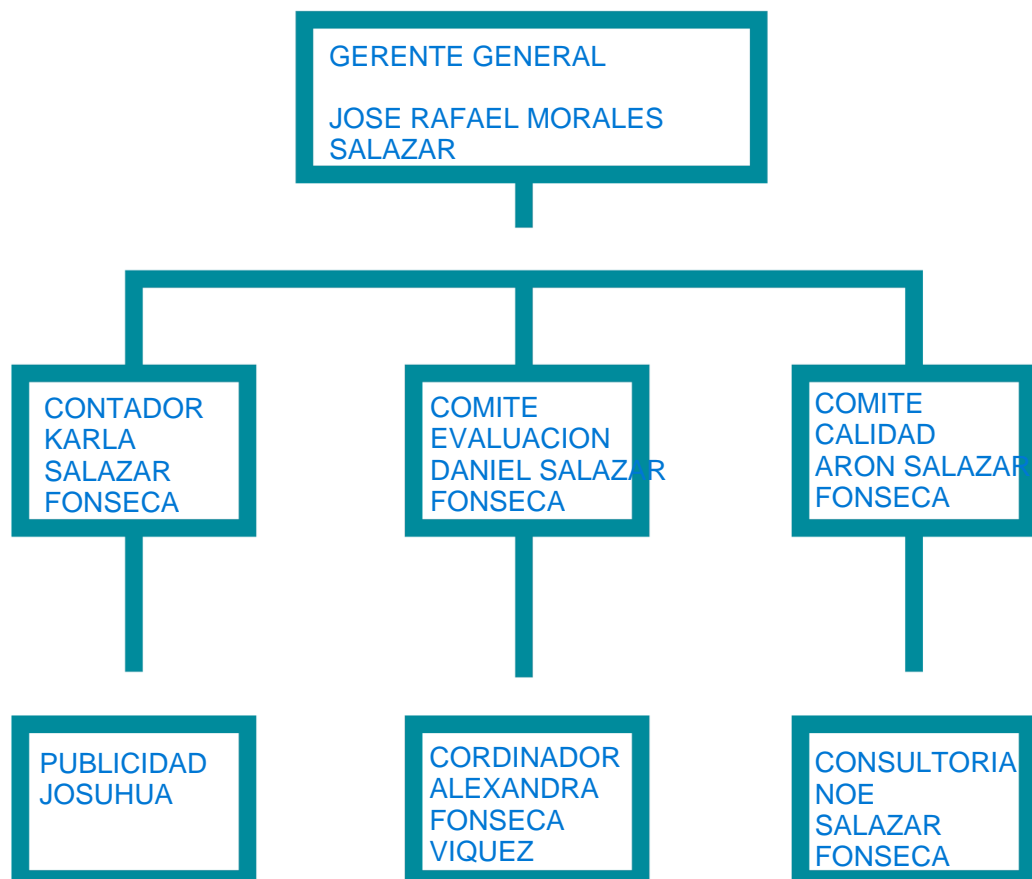 GERENTE GENERAL
JOSE RAFAEL MORALES
SALAZAR
CONTADOR
KARLA
SALAZAR
FONSECA
COMITE
EVALUACION
DANIEL SALAZAR
FONSECA
COMITE
CALIDAD
ARON SALAZAR
FONSECA
PUBLICIDAD
JOSUHUA
CORDINADOR
ALEXANDRA
FONSECA
VIQUEZ
CONSULTORIA
NOE
SALAZAR
FONSECA